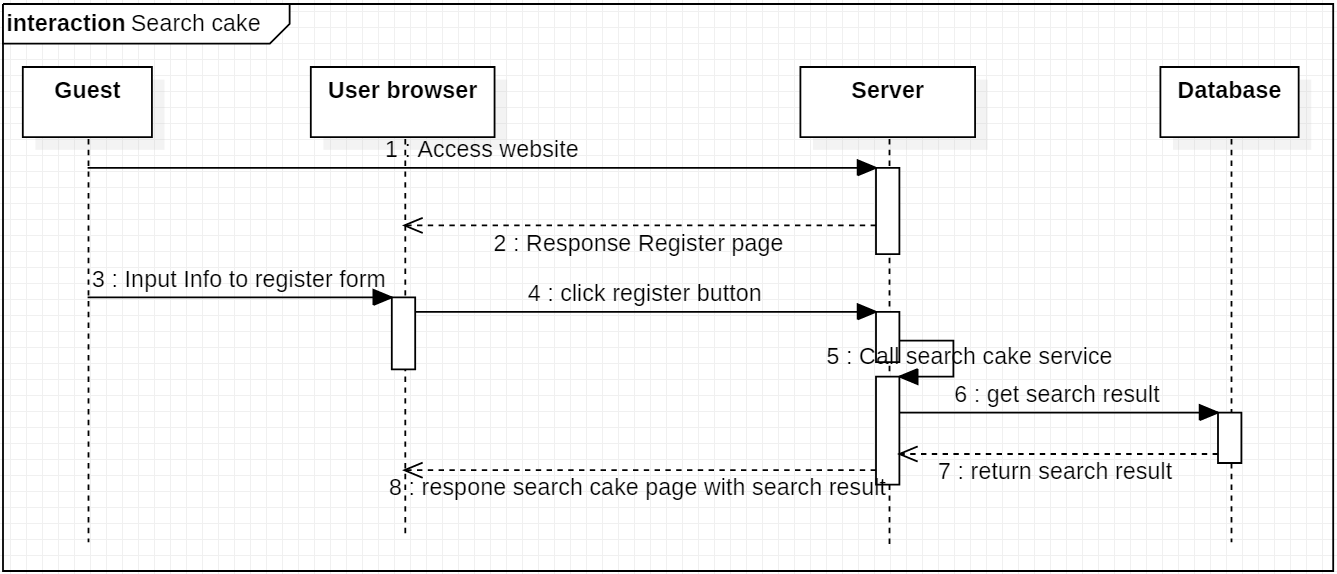 interaction Search cake
Guest
User browser
Server
Database
1 : Access website
2 : Response Register page
3 : Input Info to register form
4 : click register button
5 : Call search cake service
6 : get search result
7 : return search result
8 : respone search cake page with search result